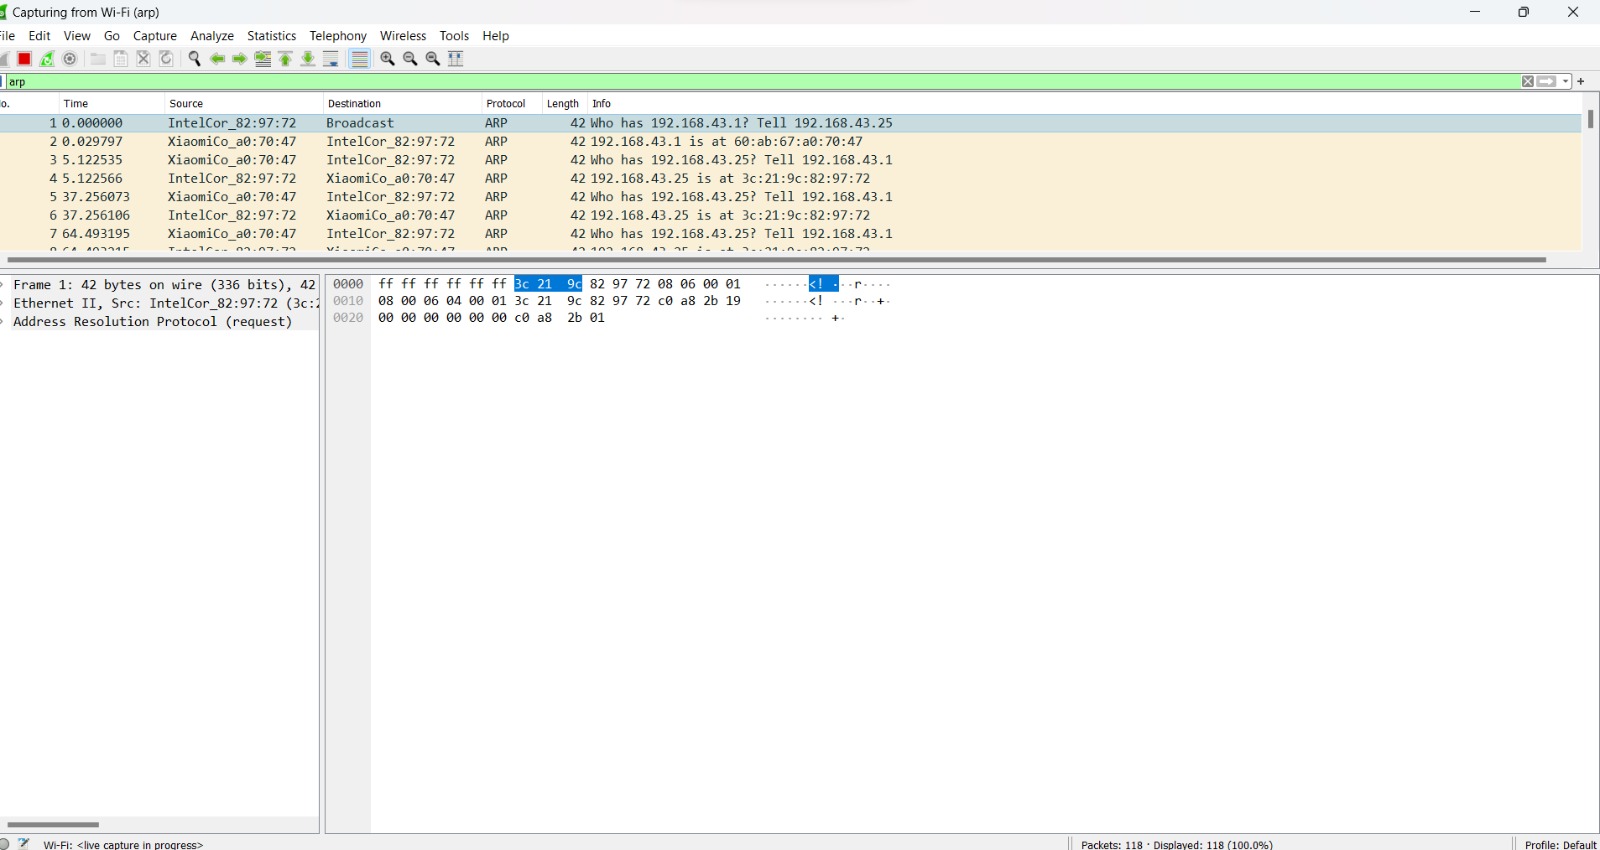 Capturing from Wi-Fi (arp)
File Edit View Go Capture Analyze Statistics Telephony Wireless Tools Help
arp
No. Time Source Destination Protocol Length Info
1 0.000000 IntelCor_82:97:72 Broadcast ARP 42 Who has 192.168.43.1? Tell 192.168.43.25
2 0.029797 XiaomiCo_a0:70:47 IntelCor_82:97:72 ARP 42 192.168.43.1 is at 60:ab:67:a0:70:47
3 5.122535 XiaomiCo_a0:70:47 IntelCor_82:97:72 ARP 42 Who has 192.168.43.25? Tell 192.168.43.1
4 5.122566 IntelCor_82:97:72 XiaomiCo_a0:70:47 ARP 42 192.168.43.25 is at 3c:21:9c:82:97:72
5 37.256073 XiaomiCo_a0:70:47 IntelCor_82:97:72 ARP 42 Who has 192.168.43.25? Tell 192.168.43.1
6 37.256106 IntelCor_82:97:72 XiaomiCo_a0:70:47 ARP 42 192.168.43.25 is at 3c:21:9c:82:97:72
7 64.493195 XiaomiCo_a0:70:47 IntelCor_82:97:72 ARP 42 Who has 192.168.43.25? Tell 192.168.43.1
Frame 1: 42 bytes on wire (336 bits), 42
Ethernet II, Src: IntelCor_82:97:72 (3c:2
Address Resolution Protocol (request)
0000 ff ff ff ff ff ff 3c 21 9c 82 97 72 08 06 00 01 ······<! ···r····
0010 08 00 06 04 00 01 3c 21 9c 82 97 72 c0 a8 2b 19 ······<! ···r··+·
0020 00 00 00 00 00 00 c0 a8 2b 01 ········ +·
Wi-Fi: <live capture in progress>
Packets: 118 · Displayed: 118 (100.0%)
Profile: Default